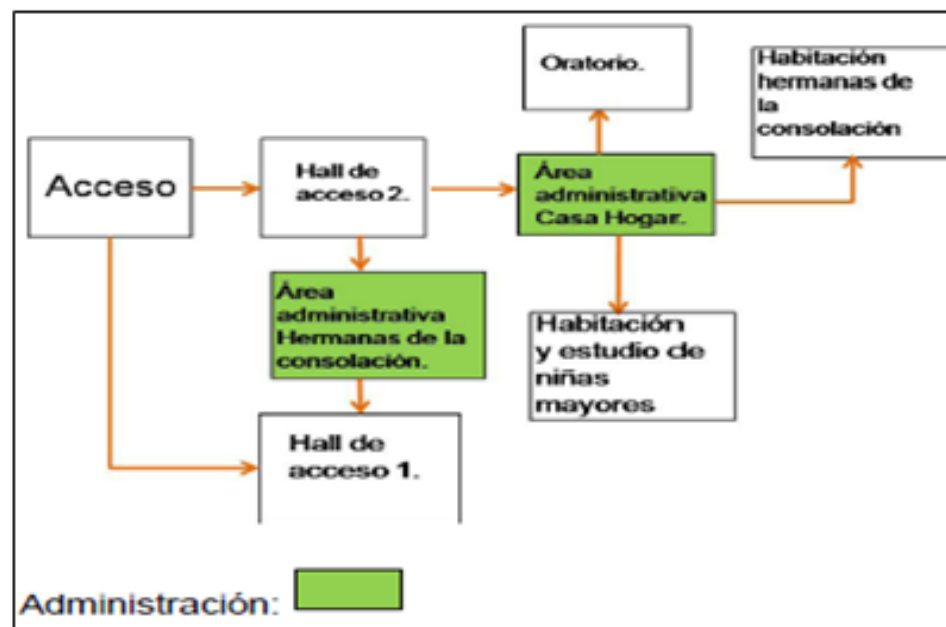 Oratorio.
Habitación
hermanas de
la
consolación
Acceso
Hall de
acceso 2.
Área
administrativa
Casa Hogar.
Área
administrativa
Hermanas de la
consolación.
Habitación
y estudio de
niñas
mayores
Hall de
acceso 1.
Administración: